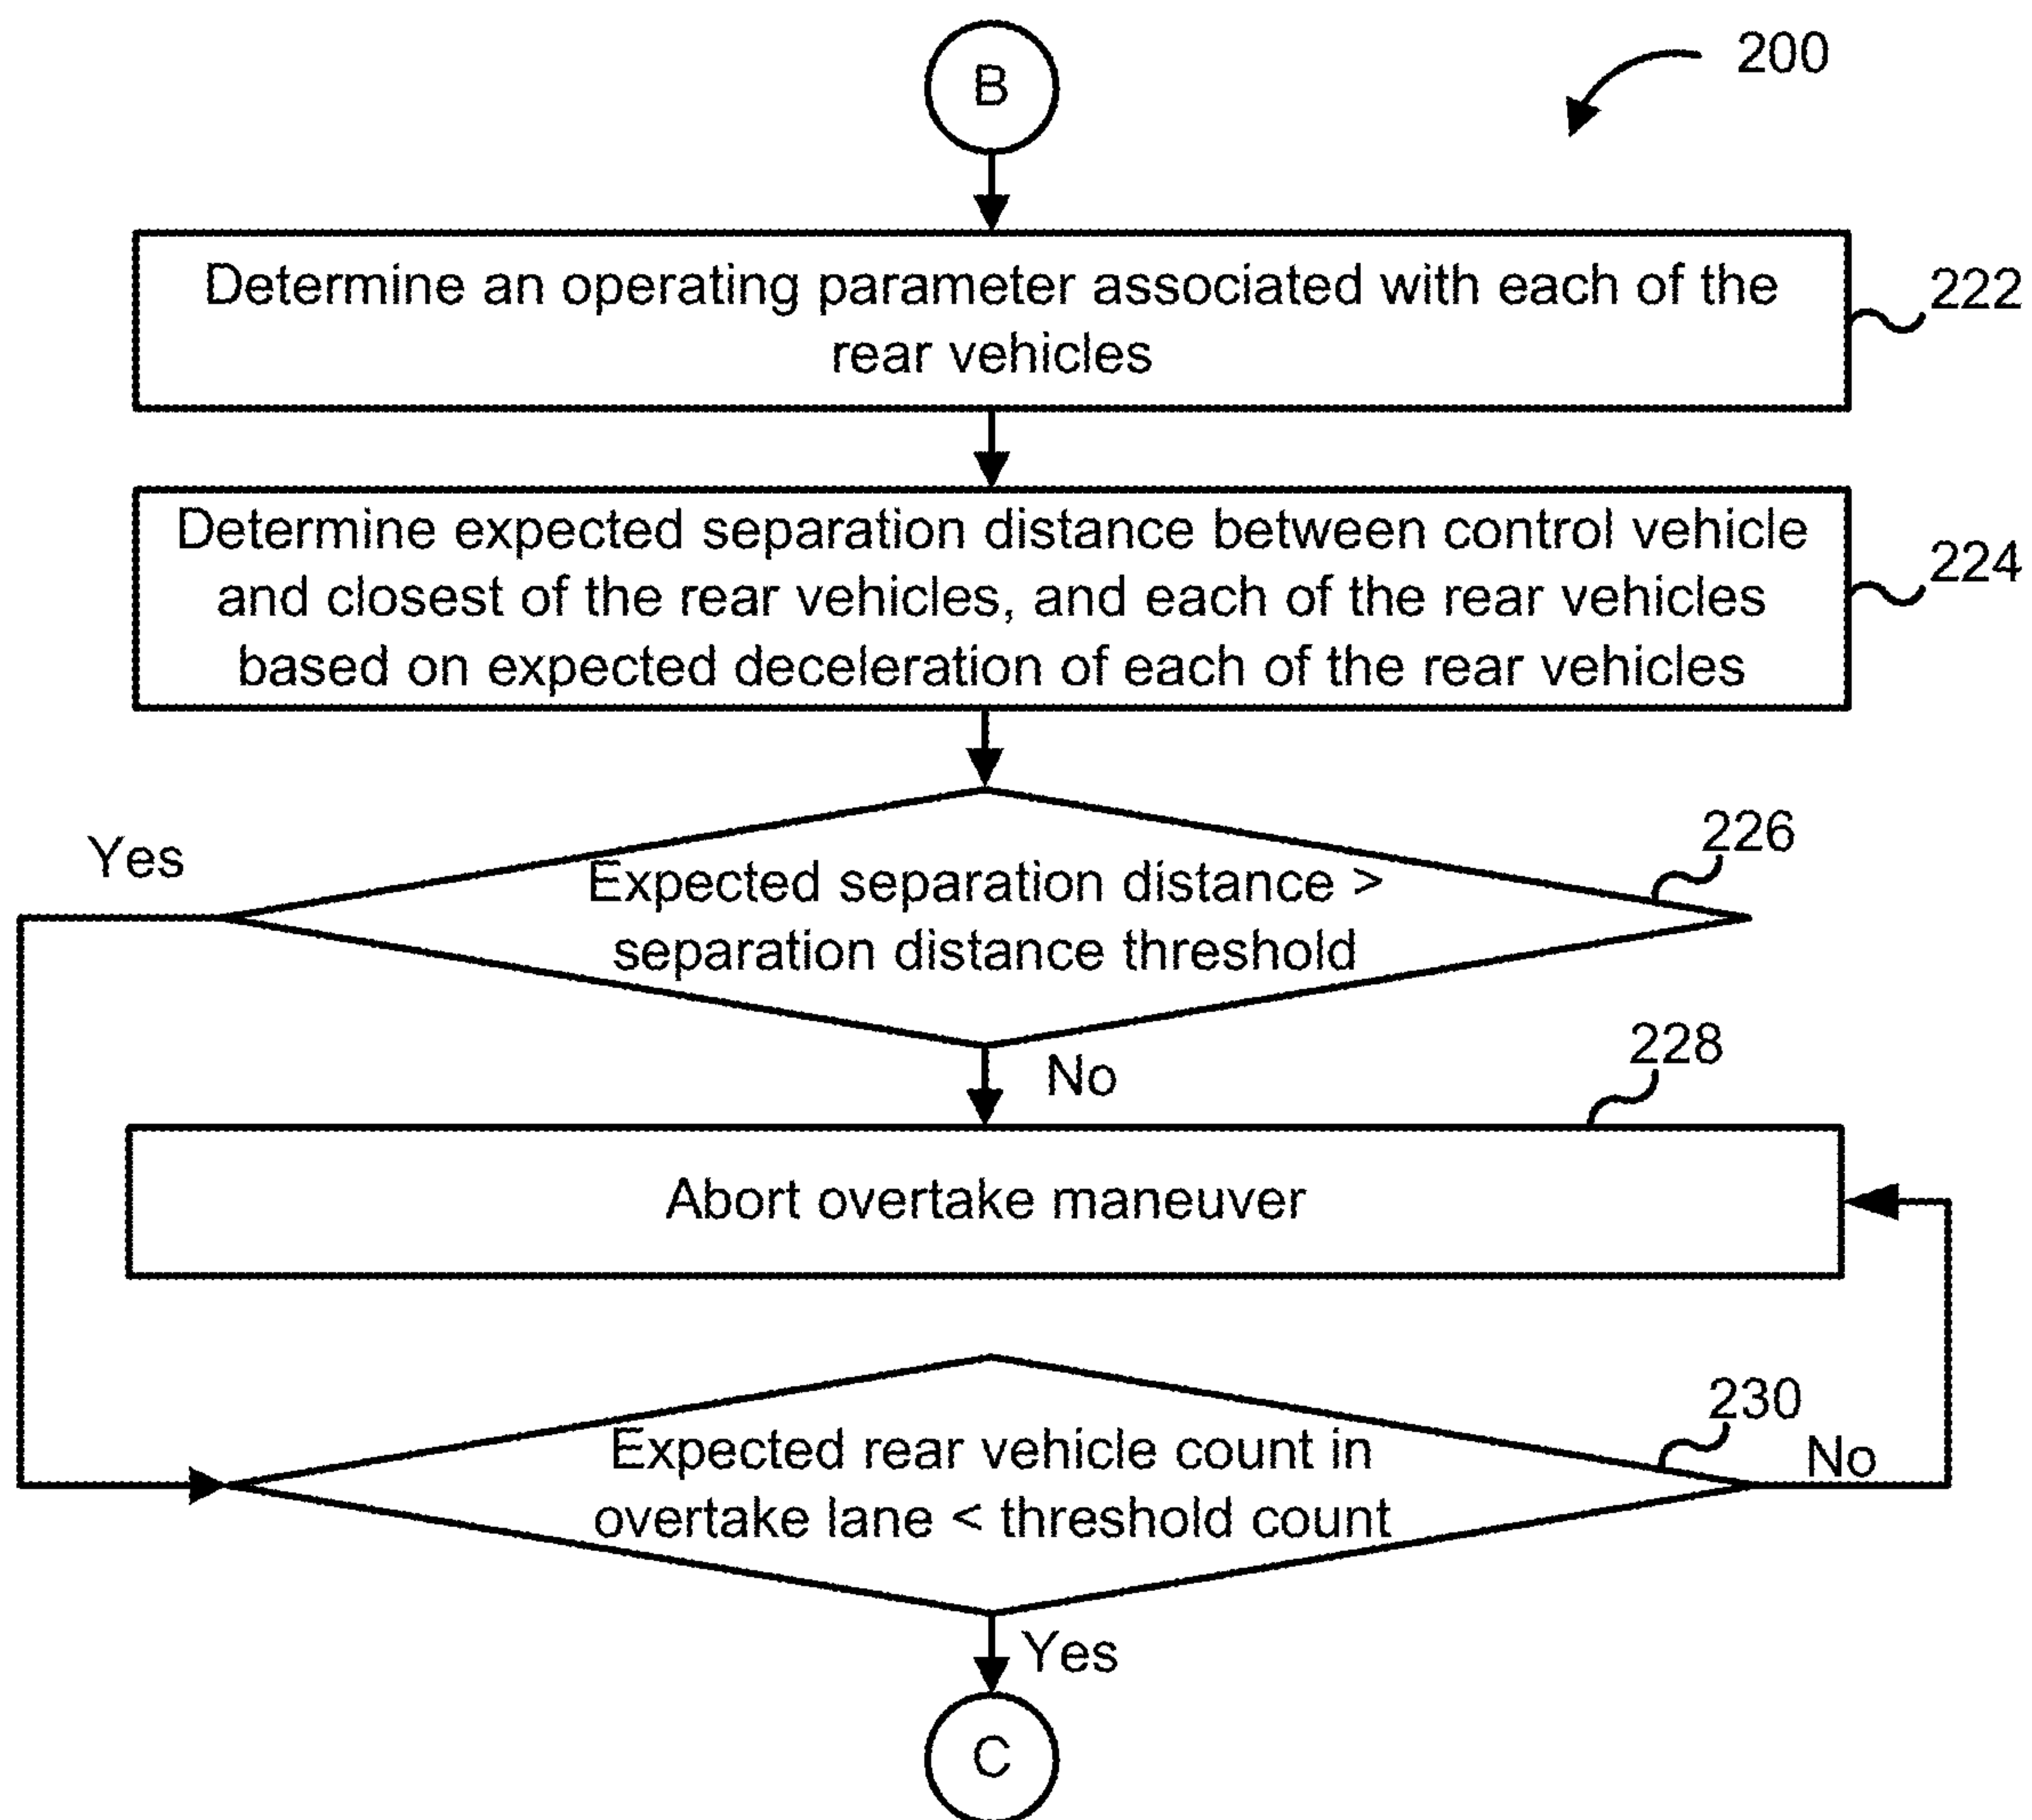 B
200
Determine an operating parameter associated with each of the
rear vehicles
222
Determine expected separation distance between control vehicle
and closest of the rear vehicles, and each of the rear vehicles
based on expected deceleration of each of the rear vehicles
224
Yes
Expected separation distance >
separation distance threshold
226
No
228
Abort overtake maneuver
230
Expected rear vehicle count in
overtake lane < threshold count
No
Yes
C